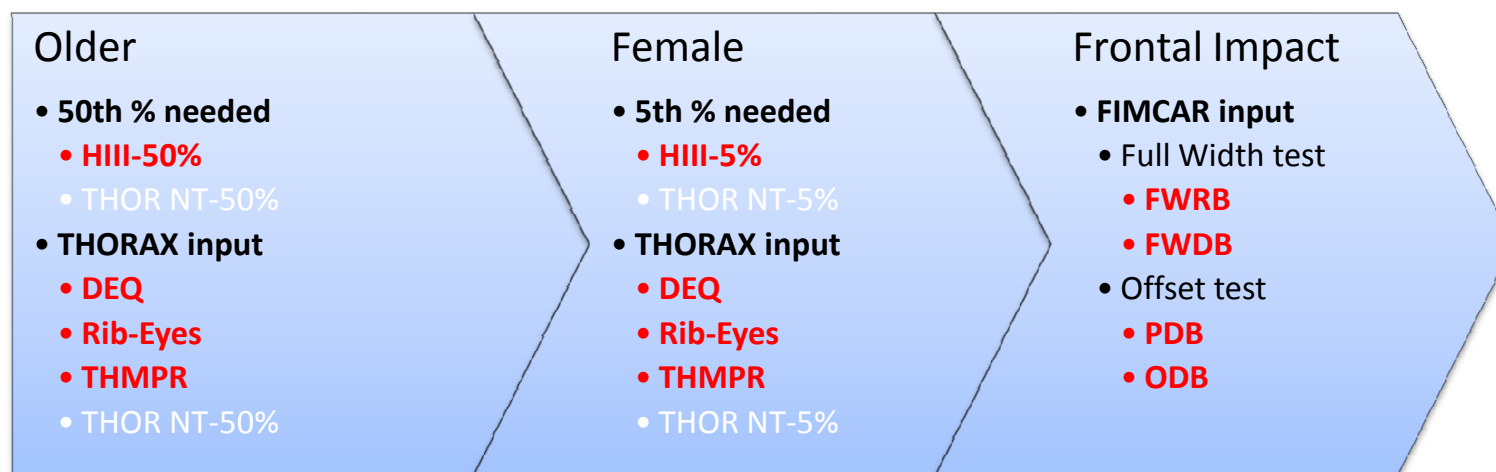 Older
• 50th % needed
• HIII-50%
• THOR NT-50%
• THORAX input
• DEQ
• Rib-Eyes
• THMPR
• THOR NT-50%
Female
• 5th % needed
• HIII-5%
• THOR NT-5%
• THORAX input
• DEQ
• Rib-Eyes
• THMPR
• THOR NT-5%
Frontal Impact
• FIMCAR input
• Full Width test
• FWRB
• FWDB
• Offset test
• PDB
• ODB